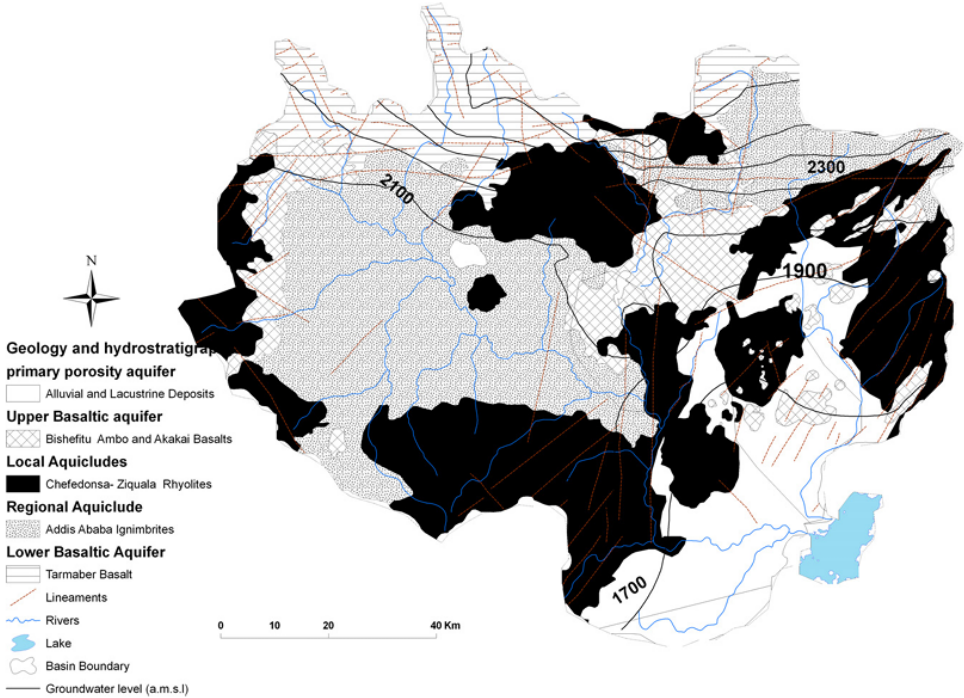 2300
2100
1900
N
Geology and hydrostratigrap
primary porosity aquifer
Alluvial and Lacustrine Deposits
Upper Basaltic aquifer
Bishefitu Ambo and Akakai Basalts
Local Aquicludes
Chefedonsa- Ziquala Rhyolites
Regional Aquiclude
Addis Ababa Ignimbrites
Lower Basaltic Aquifer
Tarmaber Basalt
Lineaments
Rivers
Lake
Basin Boundary
Groundwater level (a.m.s.l)
1700
0 10 20 40 Km